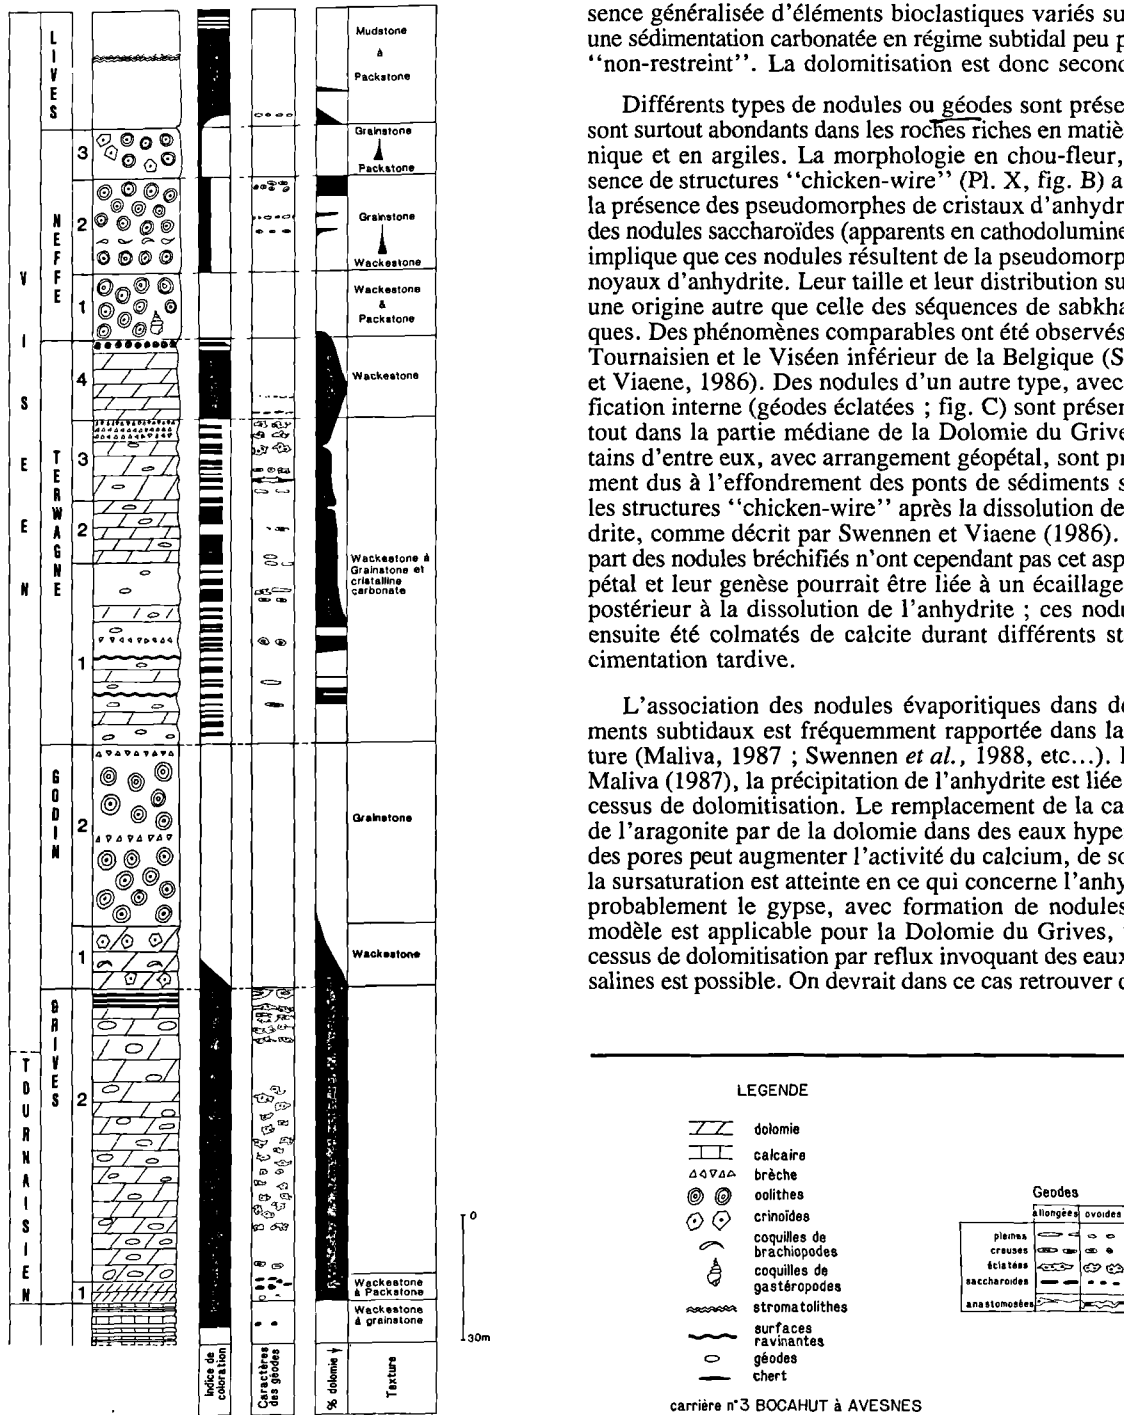 sence généralisée d'éléments bioclastiques variés su
une sédimentation carbonatée en régime subtidal peu p
“non-restreint”. La dolomitisation est donc second
Différents types de nodules ou géodes sont prése
sont surtout abondants dans les roches riches en matiè
nique et en argiles. La morphologie en chou-fleur,
sence de structures “chicken-wire” (Pl. X, fig. B) a
la présence des pseudomorphes de cristaux d'anhydr
des nodules saccharoïdes (apparents en cathodolumine
implique que ces nodules résultent de la pseudomorp
noyaux d'anhydrite. Leur taille et leur distribution su
une origine autre que celle des séquences de sabkha
ques. Des phénomènes comparables ont été observés
Tournaisien et le Viséen inférieur de la Belgique (S
et Viaene, 1986). Des nodules d'un autre type, avec
fication interne (géodes éclatées ; fig. C) sont présen
tout dans la partie médiane de la Dolomie du Grive
tains d'entre eux, avec arrangement géopétal, sont pr
ment dus à l'effondrement des ponts de sédiments s
les structures “chicken-wire” après la dissolution de
drite, comme décrit par Swennen et Viaene (1986).
part des nodules bréchifiés n'ont cependant pas cet asp
pétal et leur genèse pourrait être liée à un écaillage
postérieur à la dissolution de l'anhydrite ; ces nodu
ensuite été colmatés de calcite durant différents st
cimentation tardive.
L'association des nodules évaporitiques dans de
ments subtidaux est fréquemment rapportée dans la
ture (Maliva, 1987 ; Swennen et al., 1988, etc...).
Maliva (1987), la précipitation de l'anhydrite est liée
cessus de dolomitisation. Le remplacement de la ca
de l'aragonite par de la dolomie dans des eaux hype
des pores peut augmenter l'activité du calcium, de so
la sursaturation est atteinte en ce qui concerne l'anhy
probablement le gypse, avec formation de nodules
modèle est applicable pour la Dolomie du Grives,
cessus de dolomitisation par reflux invoquant des eaux
salines est possible. On devrait dans ce cas retrouver d
VISEEN
TOURNAISIEN
LIVES
NEFFE
3
2
1
TERWAGNE
4
3
2
1
GODIN
2
1
GRIVES
2
1
Mudstone
à
Packstone
Grainstone
Packstone
Grainstone
Wackestone
Wackestone
&
Packstone
Wackestone
Wackestone à
Grainstone et
cristalline
carbonate
Grainstone
Wackestone
Wackestone
à Packstone
Wackestone
à grainstone
Indice de
coloration
Caractères
des géodes
% dolomie
Texture
0
30m
LEGENDE
dolomie
calcaire
brèche
oolithes
crinoïdes
coquilles de
brachiopodes
coquilles de
gastéropodes
stromatolithes
surfaces
ravinantes
géodes
chert
Geodes
allongées ovoides
pleines
creuses
éclatées
saccharoides
anastomosées
carrière n°3 BOCAHUT à AVESNES